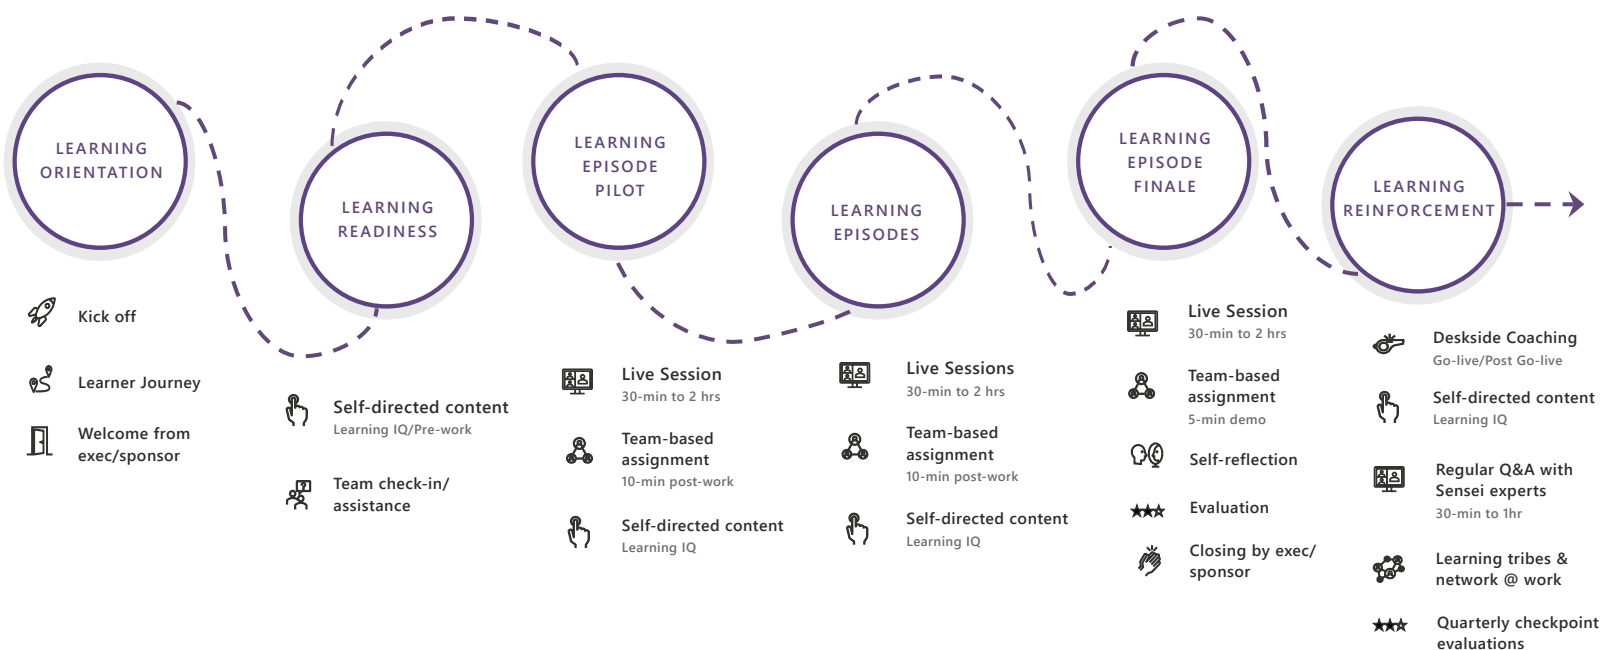 LEARNING
ORIENTATION
Kick off
Learner Journey
Welcome from
exec/sponsor
LEARNING
READINESS
Self-directed content
Learning IQ/Pre-work
Team check-in/
assistance
LEARNING
EPISODE
PILOT
Live Session
30-min to 2 hrs
Team-based
assignment
10-min post-work
Self-directed content
Learning IQ
LEARNING
EPISODES
Live Sessions
30-min to 2 hrs
Team-based
assignment
10-min post-work
Self-directed content
Learning IQ
LEARNING
EPISODE
FINALE
Live Session
30-min to 2 hrs
Team-based
assignment
5-min demo
Self-reflection
Evaluation
Closing by exec/
sponsor
LEARNING
REINFORCEMENT
Deskside Coaching
Go-live/Post Go-live
Self-directed content
Learning IQ
Regular Q&A with
Sensei experts
30-min to 1hr
Learning tribes &
network @ work
Quarterly checkpoint
evaluations